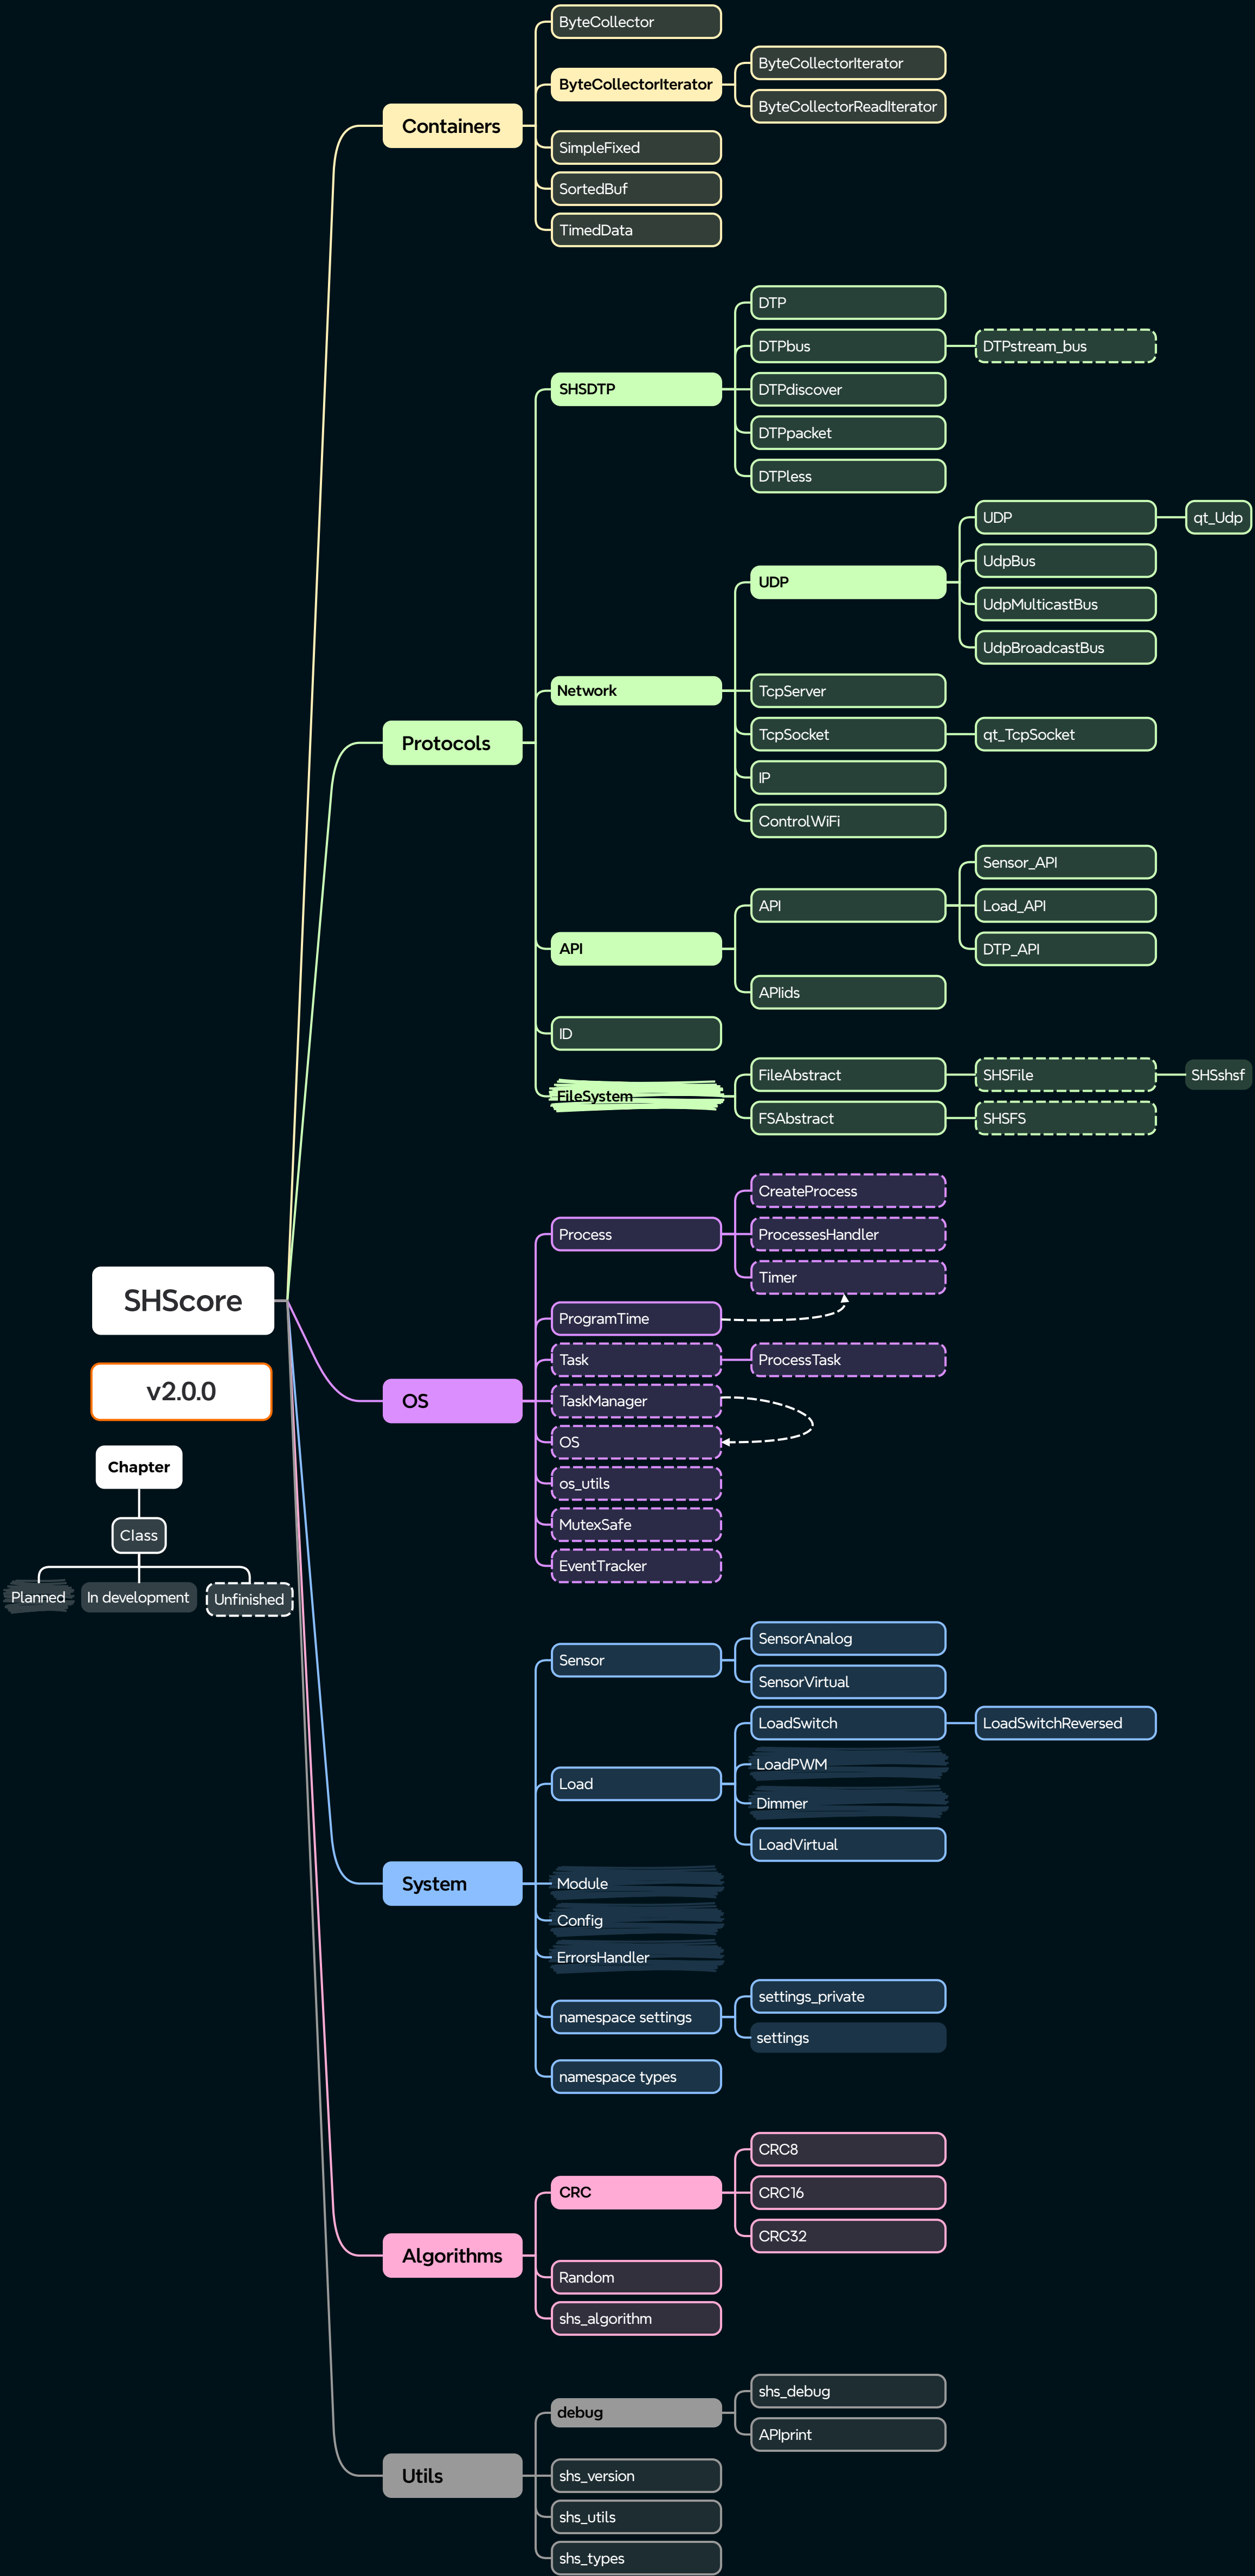 ByteCollector
ByteCollectorIterator
ByteCollectorIterator
ByteCollectorReadIterator
Containers
SimpleFixed
SortedBuf
TimedData
DTP
DTPbus
DTPstream_bus
SHSDTP
DTPdiscover
DTPpacket
DTPless
UDP
qt_Udp
UdpBus
UDP
UdpMulticastBus
UdpBroadcastBus
Network
TcpServer
TcpSocket
qt_TcpSocket
Protocols
IP
ControlWiFi
Sensor_API
API
Load_API
API
DTP_API
APIids
ID
FileAbstract
SHSFile
SHSshsf
FileSystem
FSAbstract
SHSFS
CreateProcess
Process
ProcessesHandler
Timer
SHScore
ProgramTime
Task
ProcessTask
v2.0.0
OS
TaskManager
OS
Chapter
os_utils
Class
MutexSafe
EventTracker
Planned
In development
Unfinished
SensorAnalog
Sensor
SensorVirtual
LoadSwitch
LoadSwitchReversed
LoadPWM
Load
Dimmer
LoadVirtual
System
Module
Config
ErrorsHandler
settings_private
namespace settings
settings
namespace types
CRC8
CRC
CRC16
CRC32
Algorithms
Random
shs_algorithm
shs_debug
debug
APIprint
Utils
shs_version
shs_utils
shs_types